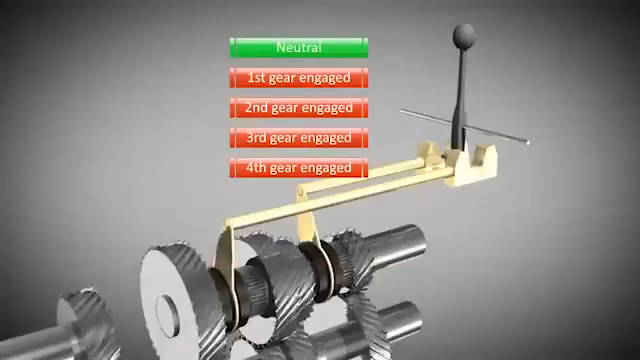 Neutral
1st gear engaged
2nd gear engaged
3rd gear engaged
4th gear engaged